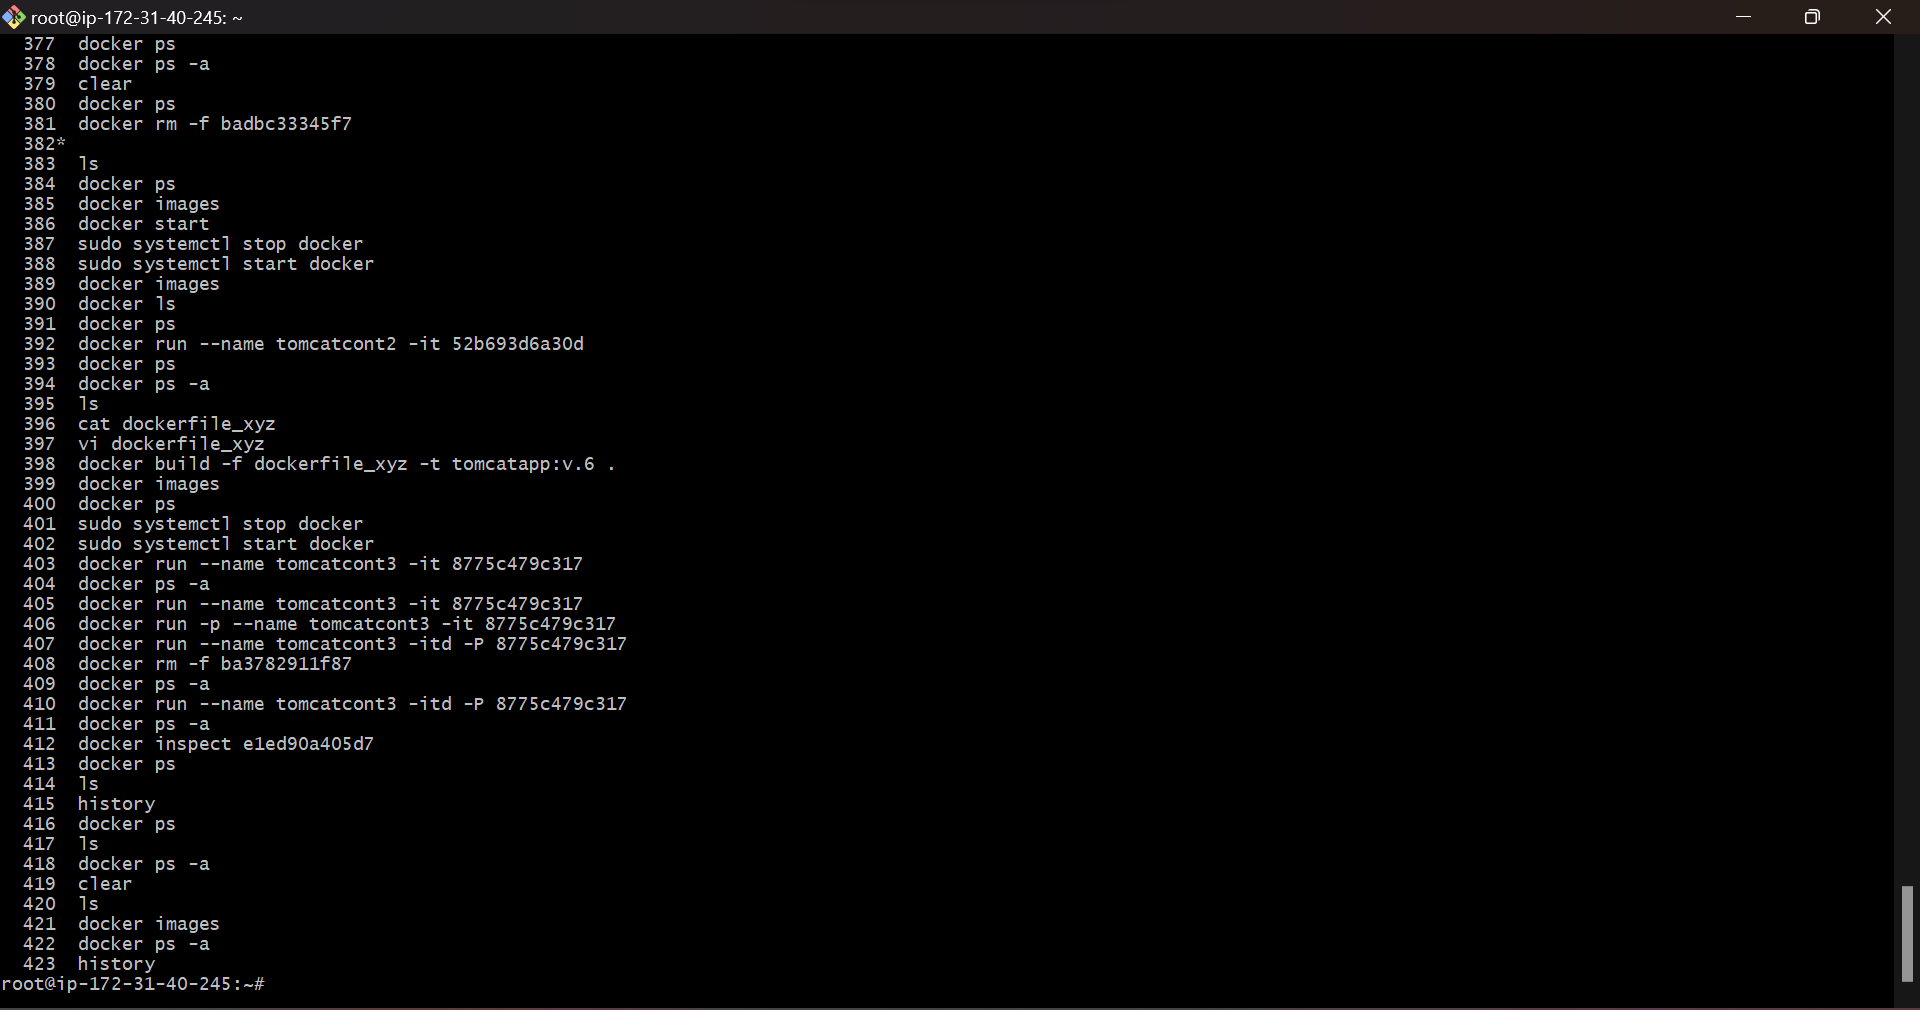 root@ip-172-31-40-245: ~
377 docker ps
378 docker ps -a
379 clear
380 docker ps
381 docker rm -f badbc33345f7
382*
383 ls
384 docker ps
385 docker images
386 docker start
387 sudo systemctl stop docker
388 sudo systemctl start docker
389 docker images
390 docker ls
391 docker ps
392 docker run --name tomcatcont2 -it 52b693d6a30d
393 docker ps
394 docker ps -a
395 ls
396 cat dockerfile_xyz
397 vi dockerfile_xyz
398 docker build -f dockerfile_xyz -t tomcatapp:v.6 .
399 docker images
400 docker ps
401 sudo systemctl stop docker
402 sudo systemctl start docker
403 docker run --name tomcatcont3 -it 8775c479c317
404 docker ps -a
405 docker run --name tomcatcont3 -it 8775c479c317
406 docker run -p --name tomcatcont3 -it 8775c479c317
407 docker run --name tomcatcont3 -itd -P 8775c479c317
408 docker rm -f ba3782911f87
409 docker ps -a
410 docker run --name tomcatcont3 -itd -P 8775c479c317
411 docker ps -a
412 docker inspect e1ed90a405d7
413 docker ps
414 ls
415 history
416 docker ps
417 ls
418 docker ps -a
419 clear
420 ls
421 docker images
422 docker ps -a
423 history
root@ip-172-31-40-245:~#